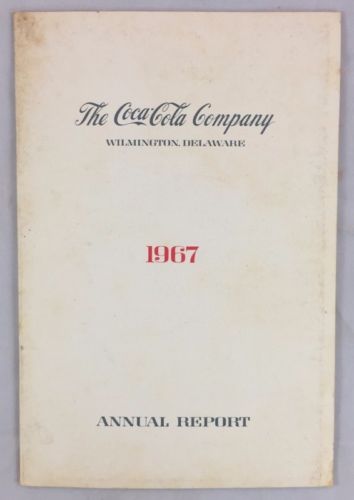 The Coca-Cola Company
WILMINGTON, DELAWARE
1967
ANNUAL REPORT